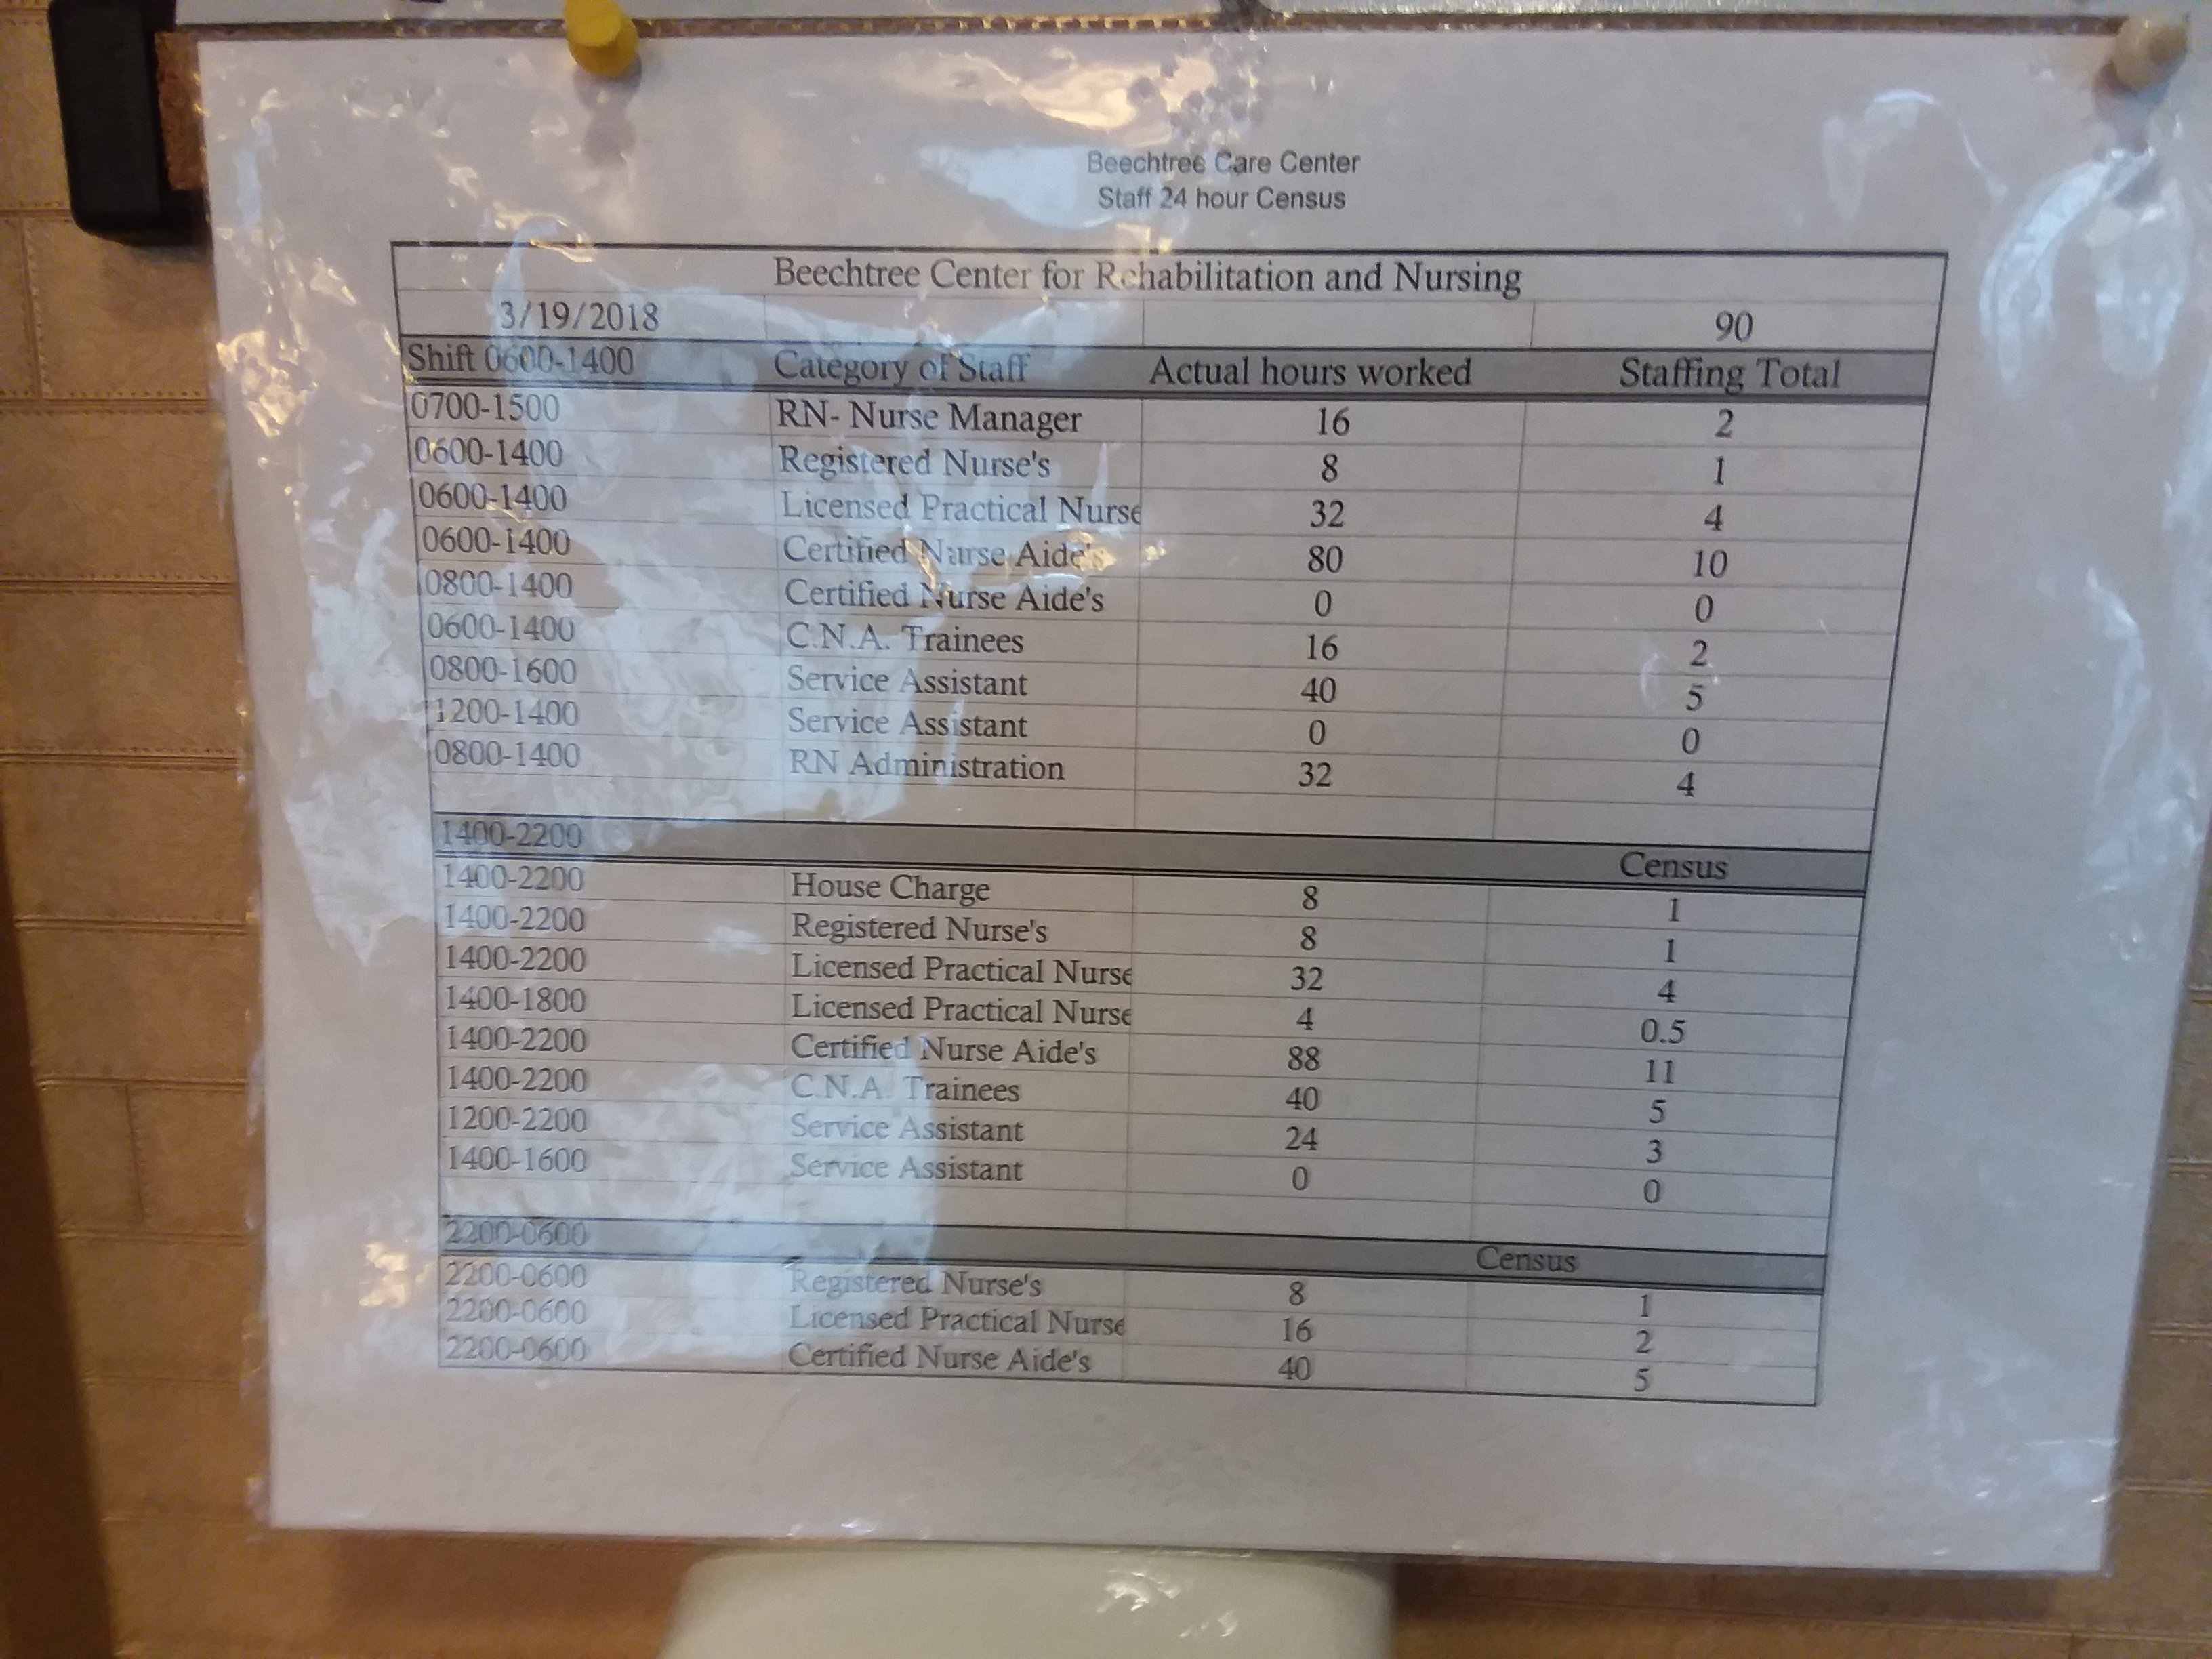 Beechtree Care Center
Staff 24 hour Census
Beechtree Center for Rehabilitation and Nursing
3/19/2018 90
Shift 0600-1400 Category of Staff Actual hours worked Staffing Total
0700-1500 RN- Nurse Manager 16 2
0600-1400 Registered Nurse's 8 1
0600-1400 Licensed Practical Nurse 32 4
0600-1400 Certified Nurse Aide's 80 10
0800-1400 Certified Nurse Aide's 0 0
0600-1400 C.N.A. Trainees 16 2
0800-1600 Service Assistant 40 5
1200-1400 Service Assistant 0 0
0800-1400 RN Administration 32 4
1400-2200 Census
1400-2200 House Charge 8 1
1400-2200 Registered Nurse's 8 1
1400-2200 Licensed Practical Nurse 32 4
1400-1800 Licensed Practical Nurse 4 0.5
1400-2200 Certified Nurse Aide's 88 11
1400-2200 C.N.A. Trainees 40 5
1200-2200 Service Assistant 24 3
1400-1600 Service Assistant 0 0
2200-0600 Census
2200-0600 Registered Nurse's 8 1
2200-0600 Licensed Practical Nurse 16 2
2200-0600 Certified Nurse Aide's 40 5